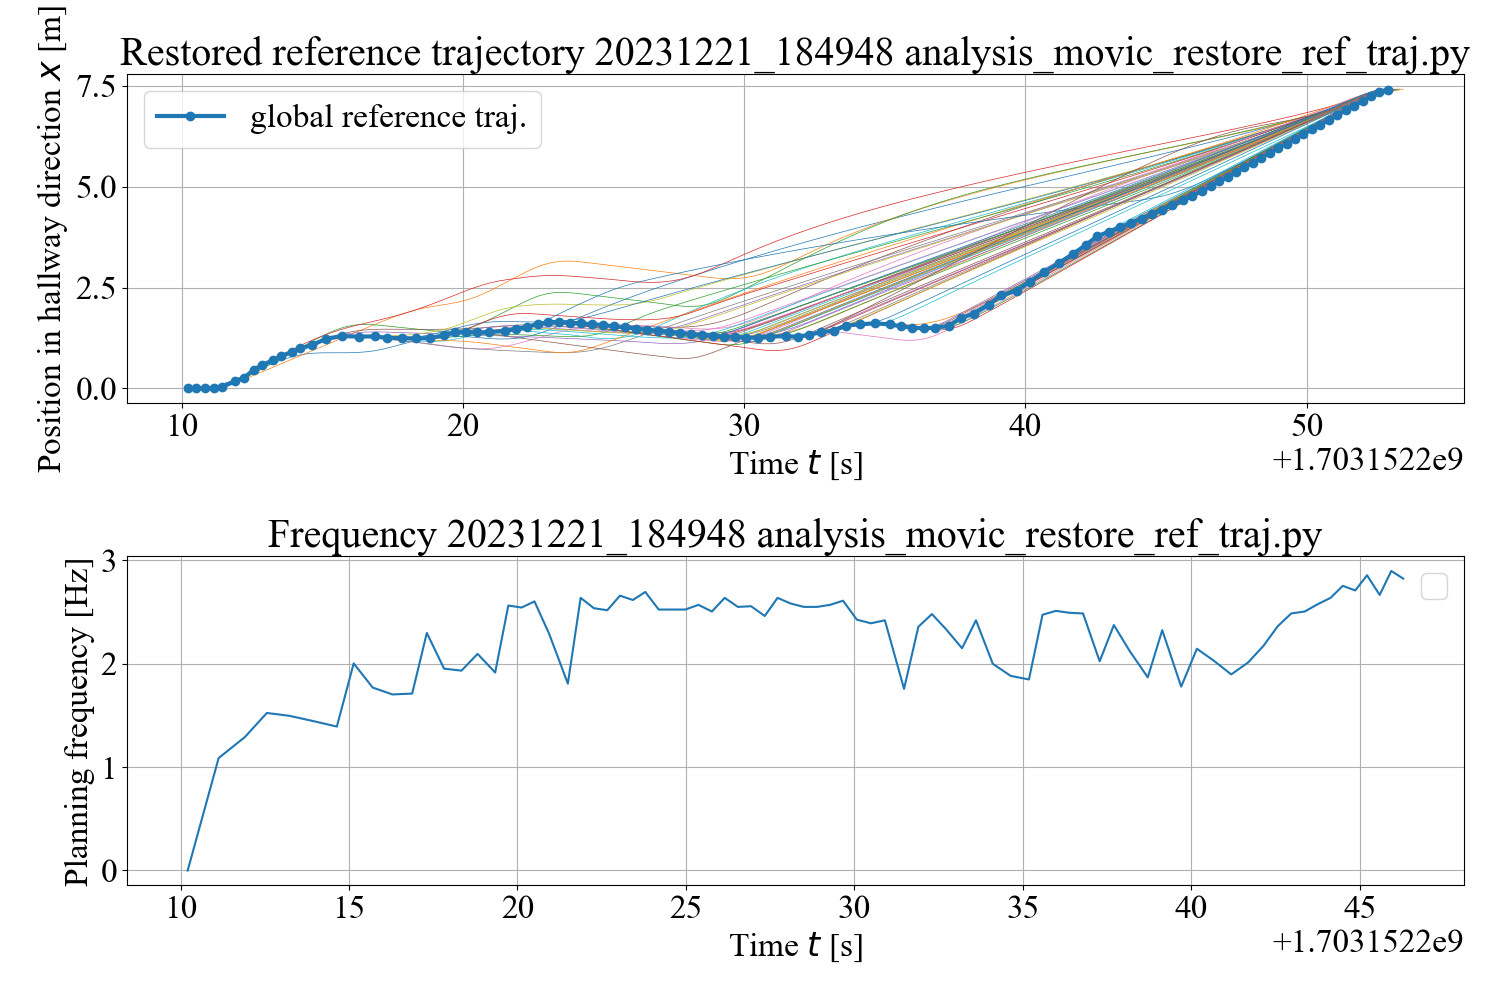 Restored reference trajectory 20231221_184948 analysis_movic_restore_ref_traj.py
Position in hallway direction x [m]
7.5
5.0
2.5
0.0
global reference traj.
10 20 30 40 50
Time t [s]
+1.7031522e9
Frequency 20231221_184948 analysis_movic_restore_ref_traj.py
Planning frequency [Hz]
3
2
1
0
10 15 20 25 30 35 40 45
Time t [s]
+1.7031522e9